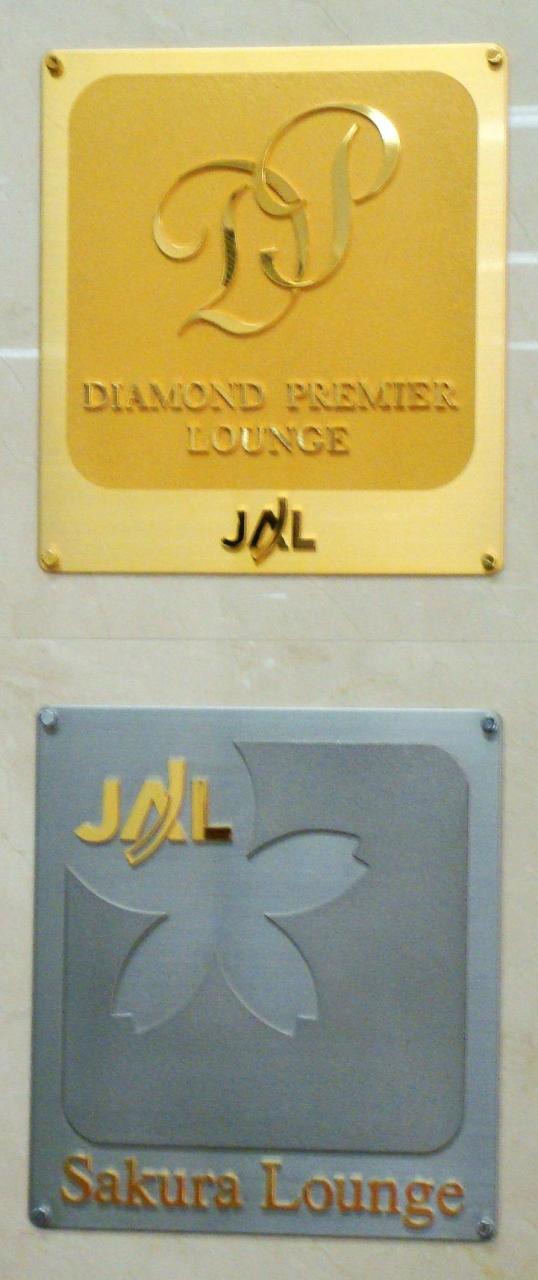 DP
DIAMOND PREMIER
LOUNGE
JAL
JAL
Sakura Lounge